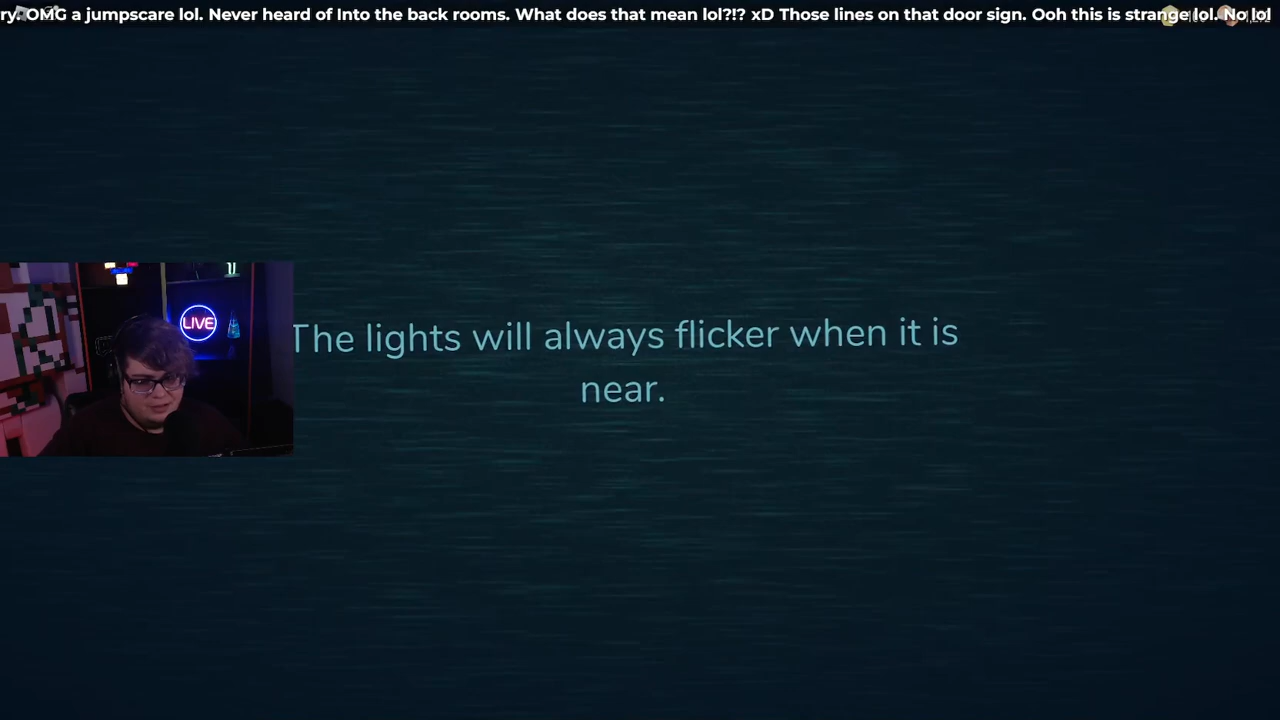 ry. OMG a jumpscare lol. Never heard of Into the back rooms. What does that mean lol?!? xD Those lines on that door sign. Ooh this is strange lol. No lol
LIVE
The lights will always flicker when it is
near.